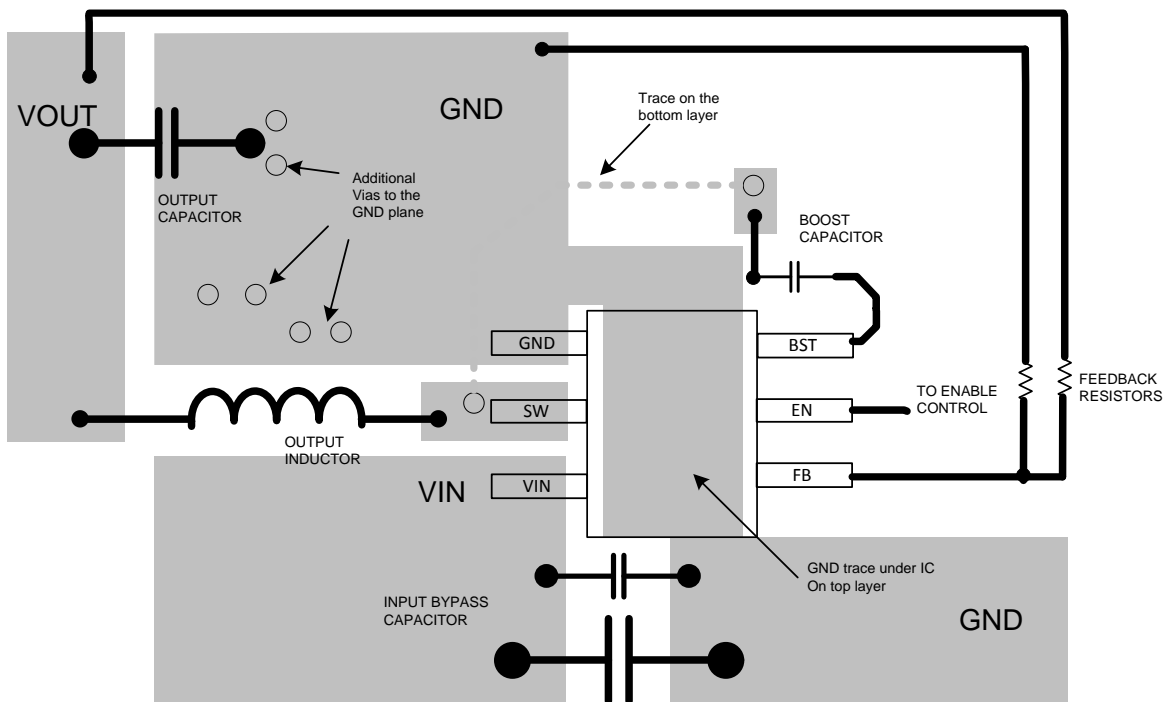 VOUT
GND
Trace on the
bottom layer
Additional
Vias to the
GND plane
OUTPUT
CAPACITOR
BOOST
CAPACITOR
GND
BST
SW
EN
TO ENABLE
CONTROL
FEEDBACK
RESISTORS
OUTPUT
INDUCTOR
VIN
VIN
FB
GND trace under IC
On top layer
INPUT BYPASS
CAPACITOR
GND